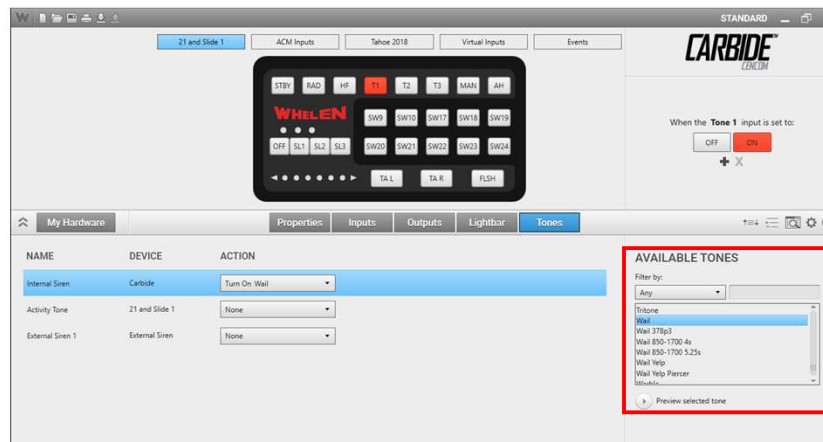 W
STANDARD
21 and Slide 1
ACM Inputs
Tahoe 2018
Virtual Inputs
Events
CARBIDE™
CENCOM
STBY RAD HF T1 T2 T3 MAN AH
WHELEN
SW9 SW10 SW17 SW18 SW19
OFF SL1 SL2 SL3 SW20 SW21 SW22 SW23 SW24
TA L TA R FLSH
When the Tone 1 input is set to:
OFF ON
My Hardware
Properties
Inputs
Outputs
Lightbar
Tones
NAME DEVICE ACTION
Internal Siren Carbide Turn On Wail
Activity Tone 21 and Slide 1 None
External Siren 1 External Siren None
AVAILABLE TONES
Filter by:
Any
Tritone
Wail
Wail 378p3
Wail 850-1700 4s
Wail 850-1700 5.25s
Wail Yelp
Wail Yelp Piercer
Warble
Preview selected tone